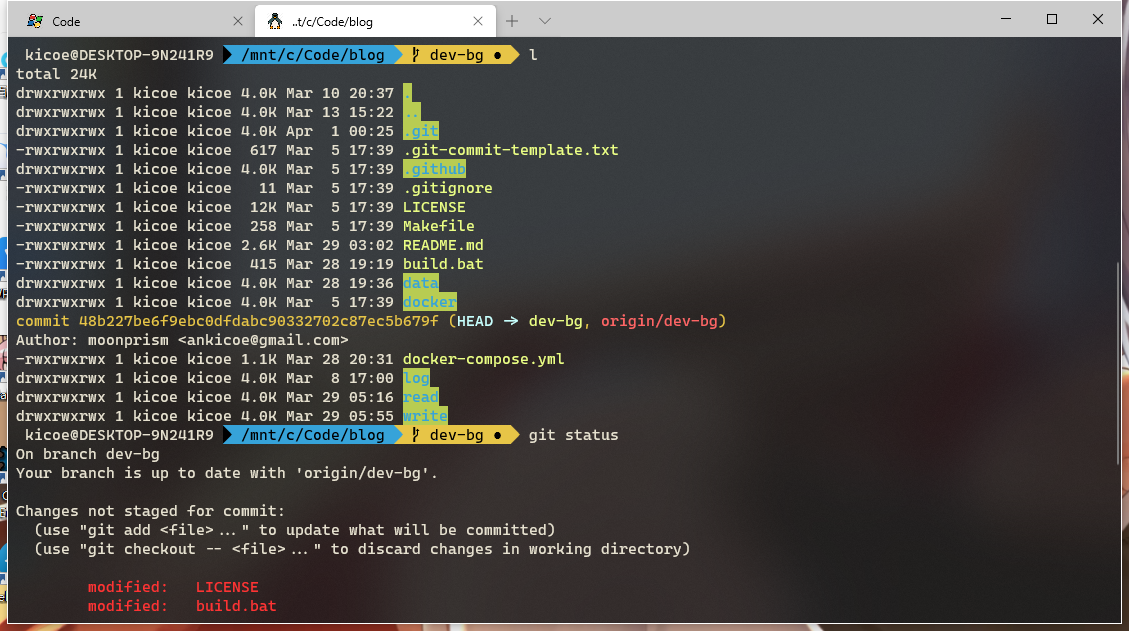 Code
..t/c/Code/blog
kicoe@DESKTOP-9N241R9 /mnt/c/Code/blog dev-bg ● l
total 24K
drwxrwxrwx 1 kicoe kicoe 4.0K Mar 10 20:37 .
drwxrwxrwx 1 kicoe kicoe 4.0K Mar 13 15:22 ..
drwxrwxrwx 1 kicoe kicoe 4.0K Apr  1 00:25 .git
-rwxrwxrwx 1 kicoe kicoe  617 Mar  5 17:39 .git-commit-template.txt
drwxrwxrwx 1 kicoe kicoe 4.0K Mar  5 17:39 .github
-rwxrwxrwx 1 kicoe kicoe   11 Mar  5 17:39 .gitignore
-rwxrwxrwx 1 kicoe kicoe  12K Mar  5 17:39 LICENSE
-rwxrwxrwx 1 kicoe kicoe  258 Mar  5 17:39 Makefile
-rwxrwxrwx 1 kicoe kicoe 2.6K Mar 29 03:02 README.md
-rwxrwxrwx 1 kicoe kicoe  415 Mar 28 19:19 build.bat
drwxrwxrwx 1 kicoe kicoe 4.0K Mar 28 19:36 data
drwxrwxrwx 1 kicoe kicoe 4.0K Mar  5 17:39 docker
commit 48b227be6f9ebc0dfdabc90332702c87ec5b679f (HEAD -> dev-bg, origin/dev-bg)
Author: moonprism <ankicoe@gmail.com>
-rwxrwxrwx 1 kicoe kicoe 1.1K Mar 28 20:31 docker-compose.yml
drwxrwxrwx 1 kicoe kicoe 4.0K Mar  8 17:00 log
drwxrwxrwx 1 kicoe kicoe 4.0K Mar 29 05:16 read
drwxrwxrwx 1 kicoe kicoe 4.0K Mar 29 05:55 write
kicoe@DESKTOP-9N241R9 /mnt/c/Code/blog dev-bg ● git status
On branch dev-bg
Your branch is up to date with 'origin/dev-bg'.
Changes not staged for commit:
(use "git add <file>..." to update what will be committed)
(use "git checkout -- <file>..." to discard changes in working directory)
modified:   LICENSE
modified:   build.bat